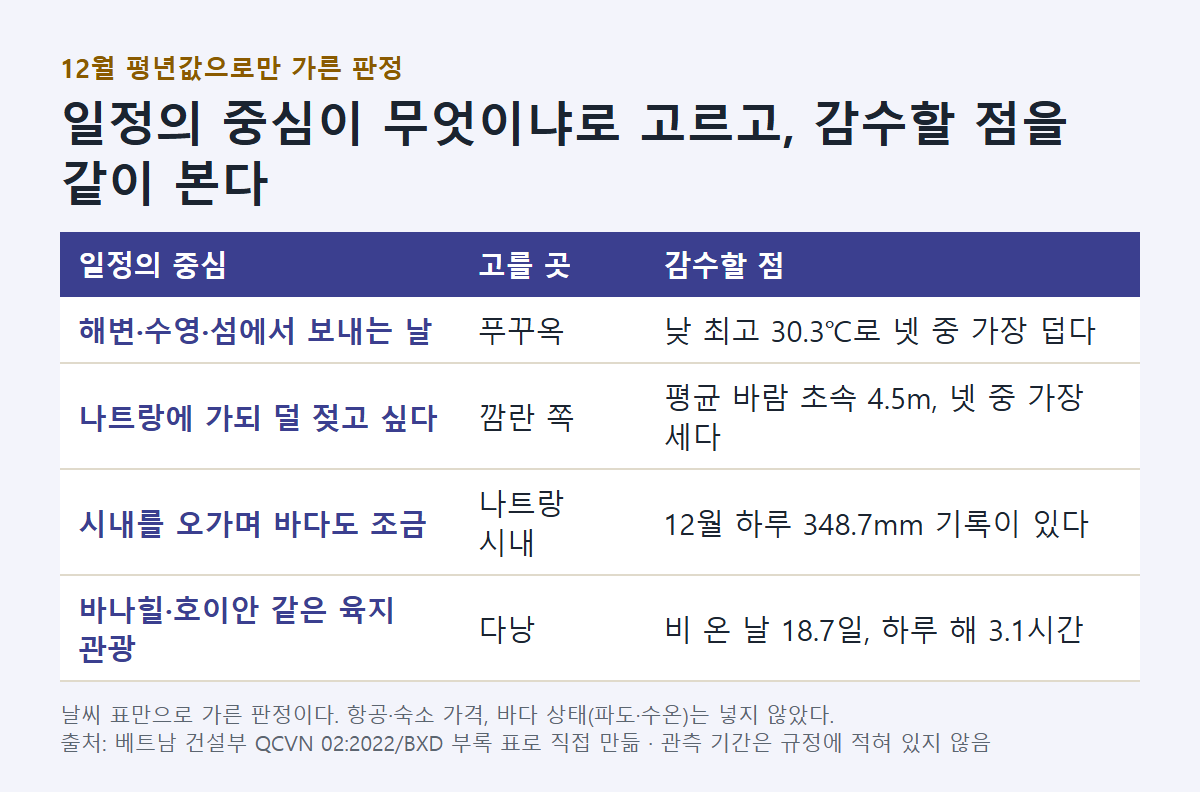 12월 평년값으로만 가른 판정
일정의 중심이 무엇이냐로 고르고, 감수할 점을
같이 본다
일정의 중심 고를 곳 감수할 점
해변·수영·섬에서 보내는 날 푸꾸옥 낮 최고 30.3℃로 넷 중 가장 덥다
나트랑에 가되 덜 젖고 싶다 깜란 쪽 평균 바람 초속 4.5m, 넷 중 가장
세다
시내를 오가며 바다도 조금 나트랑
시내 12월 하루 348.7mm 기록이 있다
바나힐·호이안 같은 육지
관광 다낭 비 온 날 18.7일, 하루 해 3.1시간
날씨 표만으로 가른 판정이다. 항공·숙소 가격, 바다 상태(파도·수온)는 넣지 않았다.
출처: 베트남 건설부 QCVN 02:2022/BXD 부록 표로 직접 만듦 · 관측 기간은 규정에 적혀 있지 않음